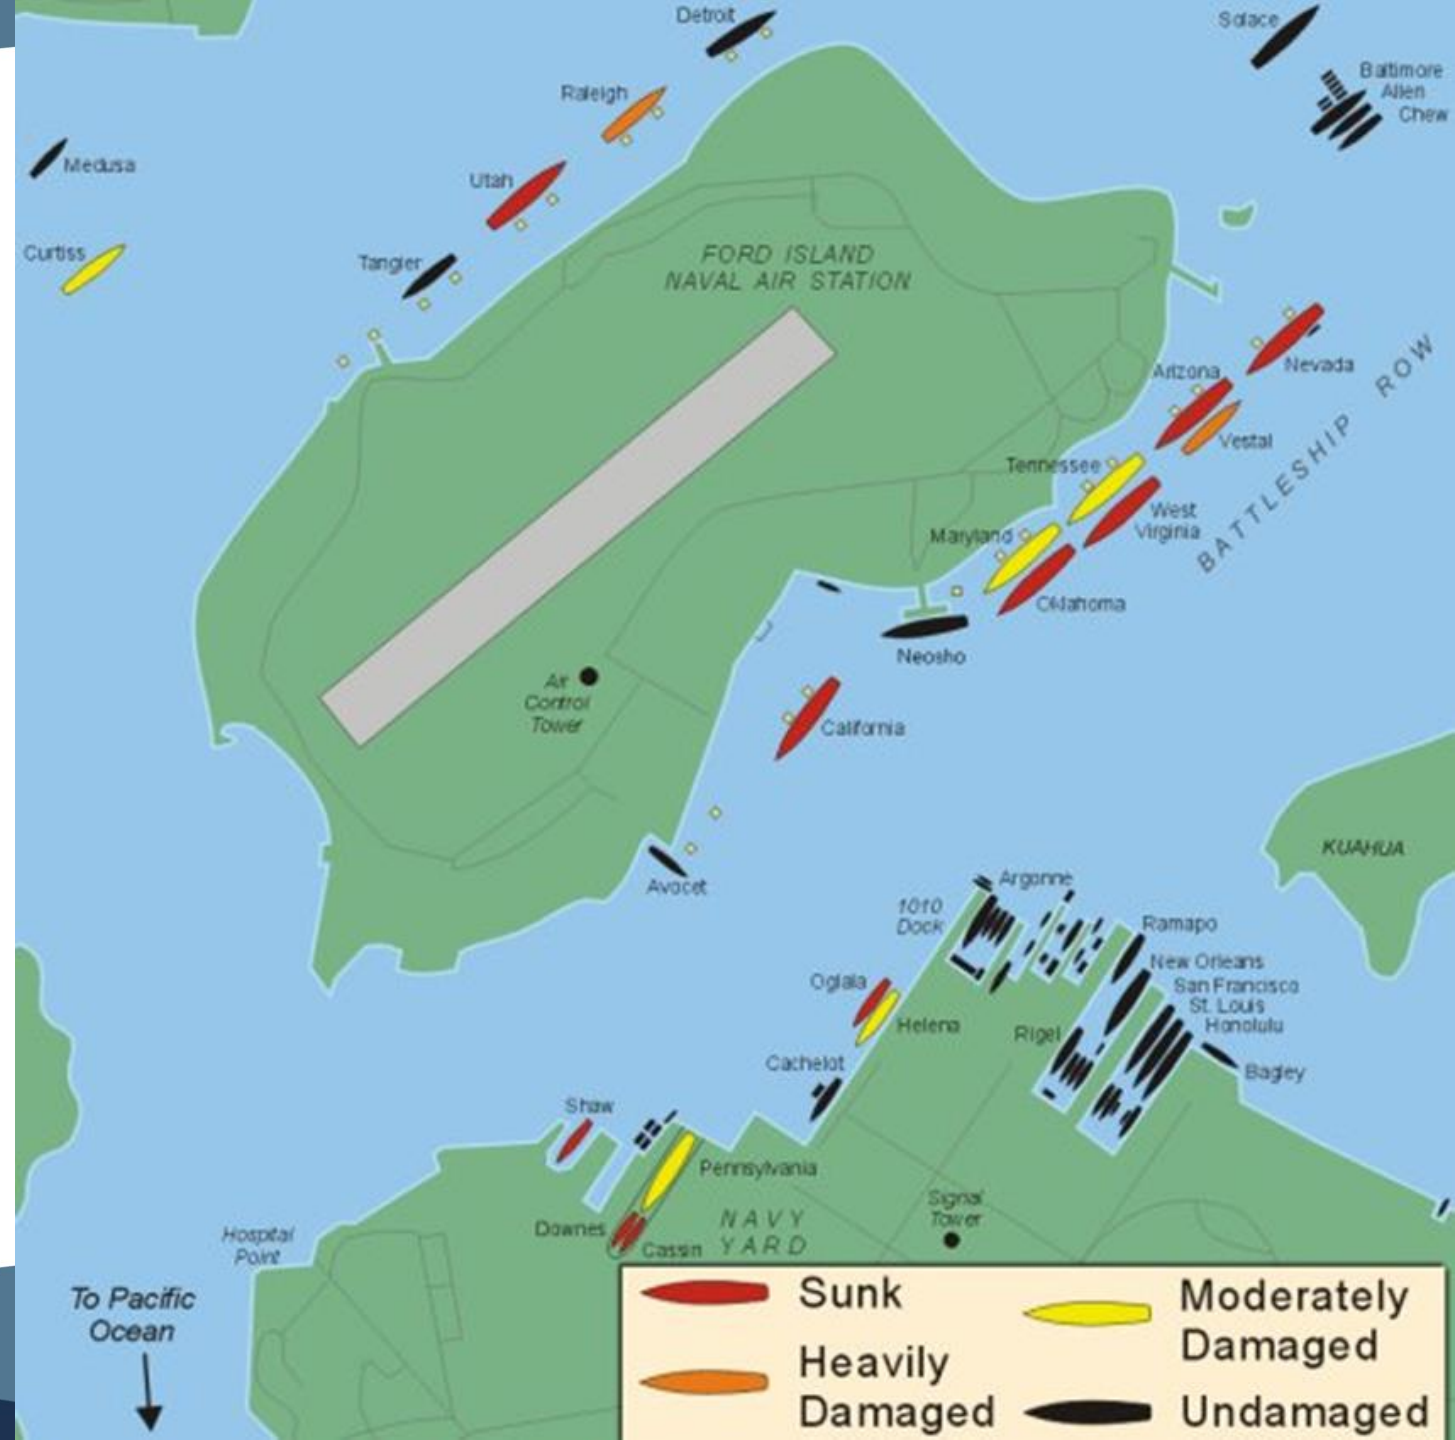 Detroit
Solace
Baltimore
Allen
Chew
Raleigh
Medusa
Utah
Curtiss
Tangier
FORD ISLAND
NAVAL AIR STATION
Nevada
Arizona
BATTLESHIP ROW
Vestal
Tennessee
West
Virginia
Maryland
Oklahoma
Neosho
Air
Control
Tower
California
KUAHUA
Avocet
Argonne
1010
Dock
Ramapo
New Orleans
San Francisco
St. Louis
Honolulu
Oglala
Helena
Rigel
Cachelot
Bagley
Shaw
Pennsylvania
Downes
Cassin
NAVY
YARD
Signal
Tower
Hospital
Point
To Pacific
Ocean
Sunk
Moderately
Damaged
Heavily
Damaged
Undamaged